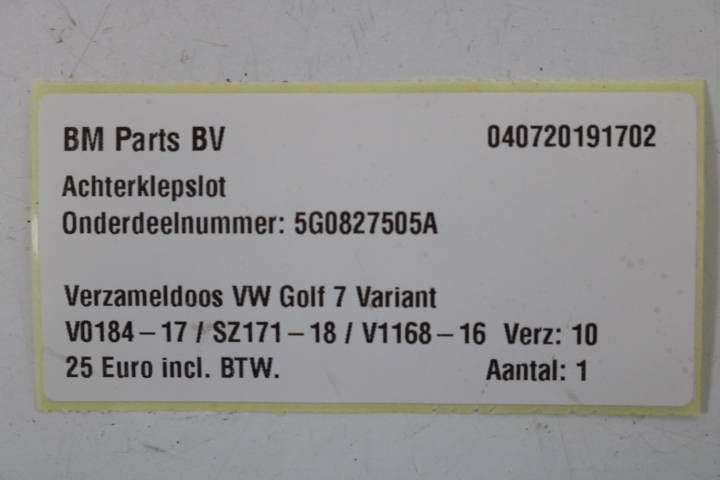 BM Parts BV 040720191702
Achterklepslot
Onderdeelnummer: 5G0827505A
Verzameldoos VW Golf 7 Variant
V0184-17 / SZ171-18 / V1168-16 Verz: 10
25 Euro incl. BTW. Aantal: 1